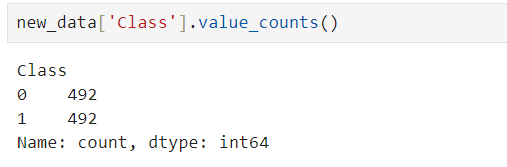 new_data['Class'].value_counts()
Class
0    492
1    492
Name: count, dtype: int64